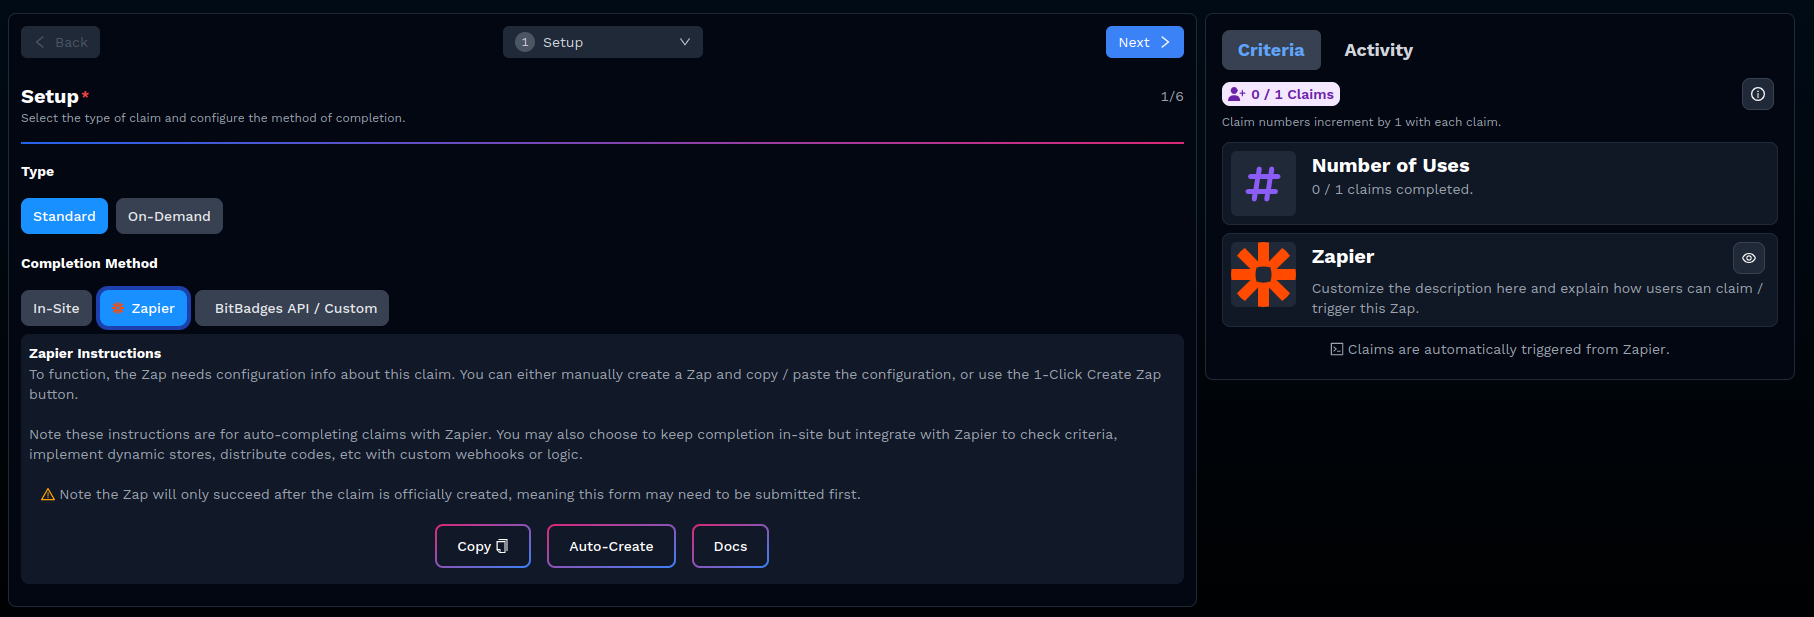 Back
1 Setup
Next
Setup*
1/6
Select the type of claim and configure the method of completion.
Type
Standard
On-Demand
Completion Method
In-Site
Zapier
BitBadges API / Custom
Zapier Instructions
To function, the Zap needs configuration info about this claim. You can either manually create a Zap and copy / paste the configuration, or use the 1-Click Create Zap
button.
Note these instructions are for auto-completing claims with Zapier. You may also choose to keep completion in-site but integrate with Zapier to check criteria,
implement dynamic stores, distribute codes, etc with custom webhooks or logic.
Note the Zap will only succeed after the claim is officially created, meaning this form may need to be submitted first.
Copy
Auto-Create
Docs
Criteria
Activity
0 / 1 Claims
Claim numbers increment by 1 with each claim.
Number of Uses
0 / 1 claims completed.
Zapier
Customize the description here and explain how users can claim /
trigger this Zap.
Claims are automatically triggered from Zapier.